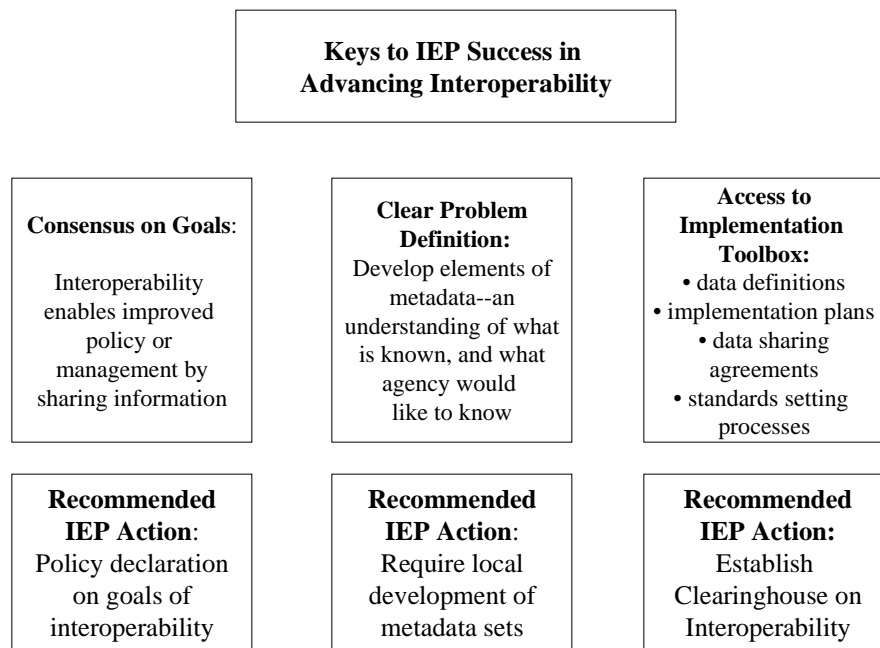 Keys to IEP Success in
Advancing Interoperability
Consensus on Goals:
Interoperability
enables improved
policy or
management by
sharing information
Clear Problem
Definition:
Develop elements of
metadata--an
understanding of what
is known, and what
agency would
like to know
Access to
Implementation
Toolbox:
• data definitions
• implementation plans
• data sharing
agreements
• standards setting
processes
Recommended
IEP Action:
Policy declaration
on goals of
interoperability
Recommended
IEP Action:
Require local
development of
metadata sets
Recommended
IEP Action:
Establish
Clearinghouse on
Interoperability